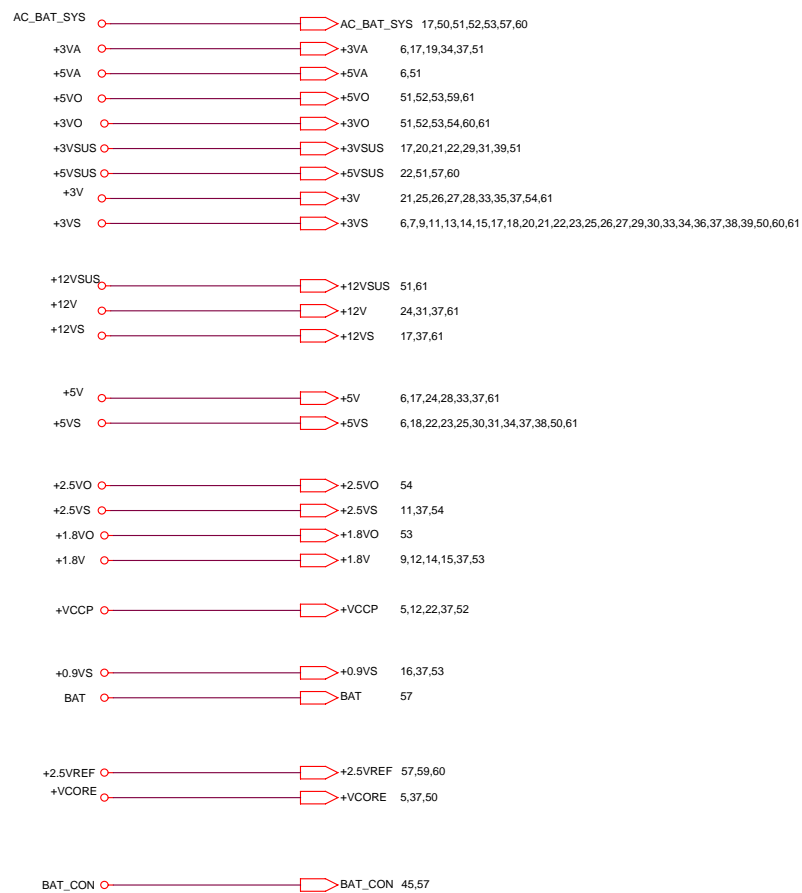 AC_BAT_SYS AC_BAT_SYS 17,50,51,52,53,57,60
+3VA +3VA 6,17,19,34,37,51
+5VA +5VA 6,51
+5VO +5VO 51,52,53,59,61
+3VO +3VO 51,52,53,54,60,61
+3VSUS +3VSUS 17,20,21,22,29,31,39,51
+5VSUS +5VSUS 22,51,57,60
+3V +3V 21,25,26,27,28,33,35,37,54,61
+3VS +3VS 6,7,9,11,13,14,15,17,18,20,21,22,23,25,26,27,29,30,33,34,36,37,38,39,50,60,61
+12VSUS +12VSUS 51,61
+12V +12V 24,31,37,61
+12VS +12VS 17,37,61
+5V +5V 6,17,24,28,33,37,61
+5VS +5VS 6,18,22,23,25,30,31,34,37,38,50,61
+2.5VO +2.5VO 54
+2.5VS +2.5VS 11,37,54
+1.8VO +1.8VO 53
+1.8V +1.8V 9,12,14,15,37,53
+VCCP +VCCP 5,12,22,37,52
+0.9VS +0.9VS 16,37,53
BAT BAT 57
+2.5VREF +2.5VREF 57,59,60
+VCORE +VCORE 5,37,50
BAT_CON BAT_CON 45,57